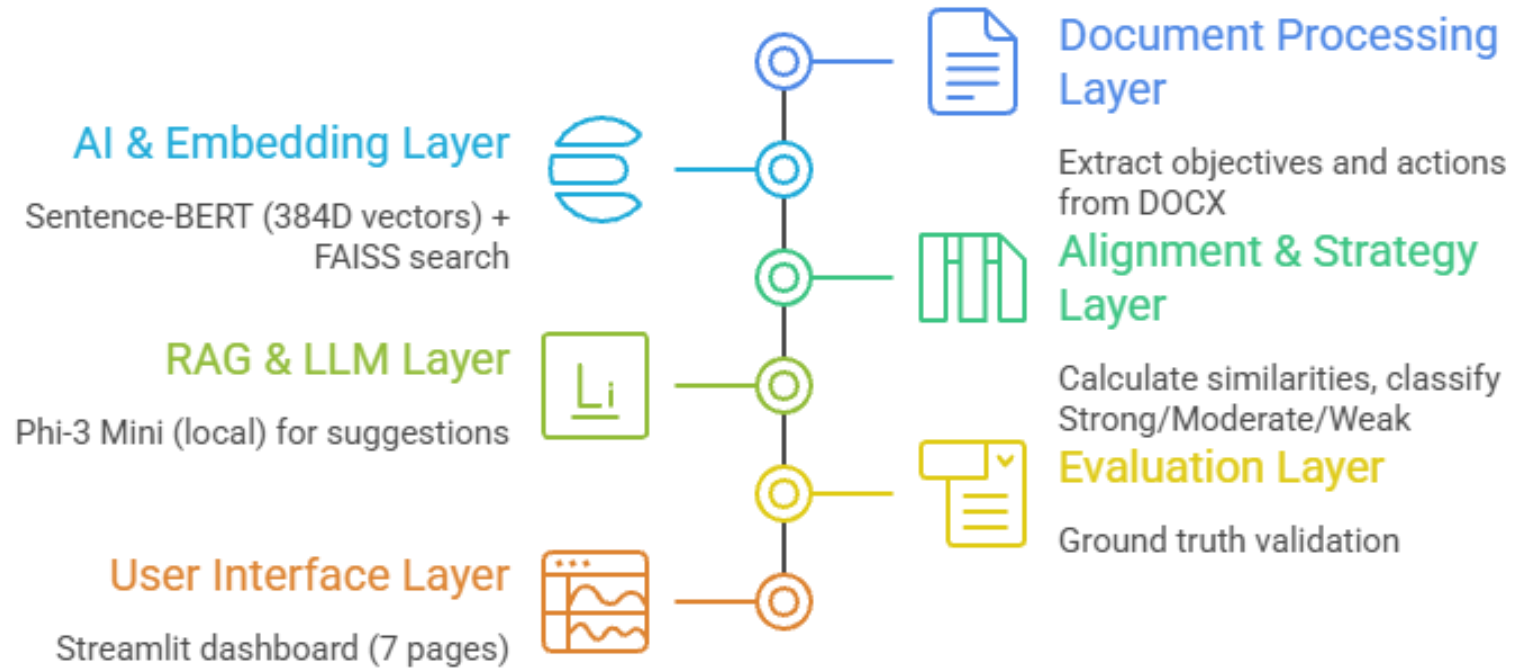 Document Processing
Layer
Extract objectives and actions
from DOCX
AI & Embedding Layer
Sentence-BERT (384D vectors) +
FAISS search
Alignment & Strategy
Layer
Calculate similarities, classify
Strong/Moderate/Weak
RAG & LLM Layer
Phi-3 Mini (local) for suggestions
Li
Evaluation Layer
Ground truth validation
User Interface Layer
Streamlit dashboard (7 pages)